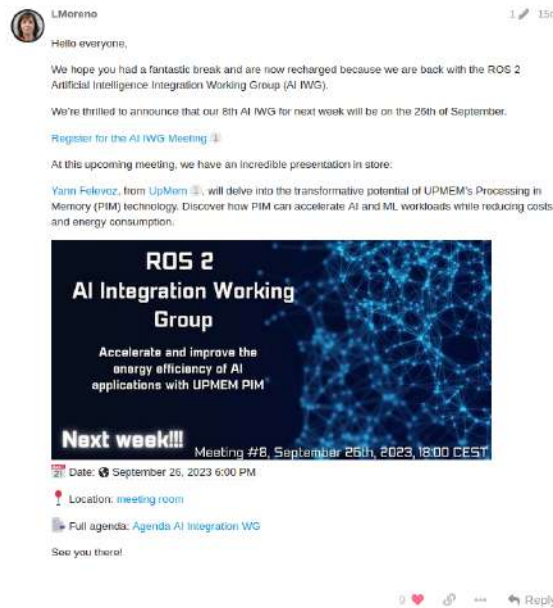 LMoreno
1
Hello everyone,
We hope you had a fantastic break and are now recharged because we are back with the ROS 2
Artificial Intelligence Integration Working Group (AI IWG).
We're thrilled to announce that our 8th AI IWG for next week will be on the 26th of September.
Register for the AI IWG Meeting 1
At this upcoming meeting, we have an incredible presentation in store:
Yann Felevoz, from UpMem 1, will delve into the transformative potential of UPMEM's Processing in
Memory (PIM) technology. Discover how PIM can accelerate AI and ML workloads while reducing costs
and energy consumption.
ROS 2
AI Integration Working
Group
Accelerate and improve the
energy efficiency of AI
applications with UPMEM PIM
Next week!!!
Meeting #8, September 26th, 2023, 18:00 CEST
Date: September 26, 2023 6:00 PM
Location: meeting room
Full agenda: Agenda AI Integration WG
See you there!
9
Reply